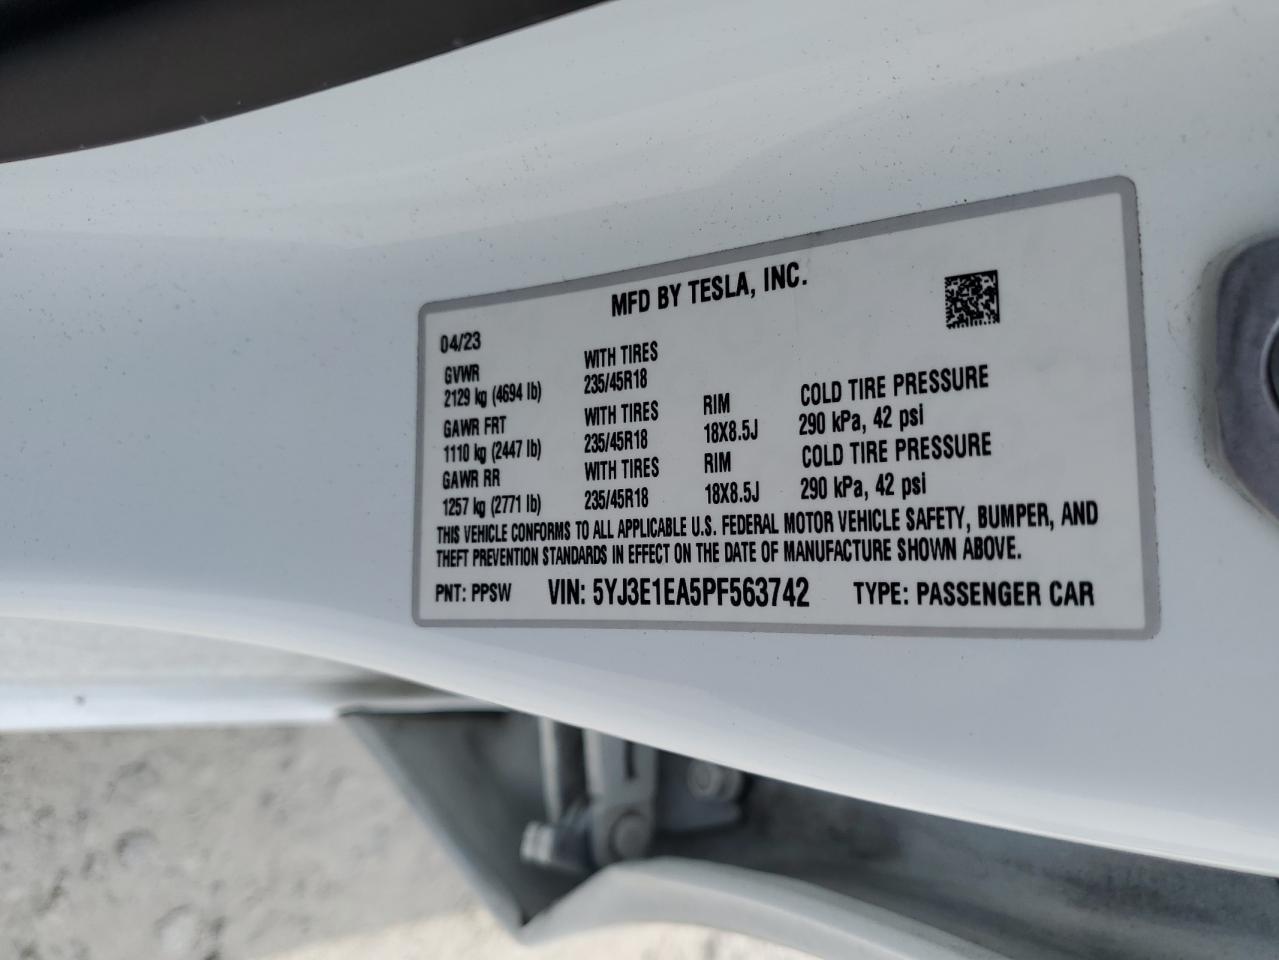 MFD BY TESLA, INC.
04/23
GVWR WITH TIRES
2129 kg (4694 lb) 235/45R18
GAWR FRT WITH TIRES RIM COLD TIRE PRESSURE
1110 kg (2447 lb) 235/45R18 18X8.5J 290 kPa, 42 psi
GAWR RR WITH TIRES RIM COLD TIRE PRESSURE
1257 kg (2771 lb) 235/45R18 18X8.5J 290 kPa, 42 psi
THIS VEHICLE CONFORMS TO ALL APPLICABLE U.S. FEDERAL MOTOR VEHICLE SAFETY, BUMPER, AND
THEFT PREVENTION STANDARDS IN EFFECT ON THE DATE OF MANUFACTURE SHOWN ABOVE.
PNT: PPSW VIN: 5YJ3E1EA5PF563742 TYPE: PASSENGER CAR